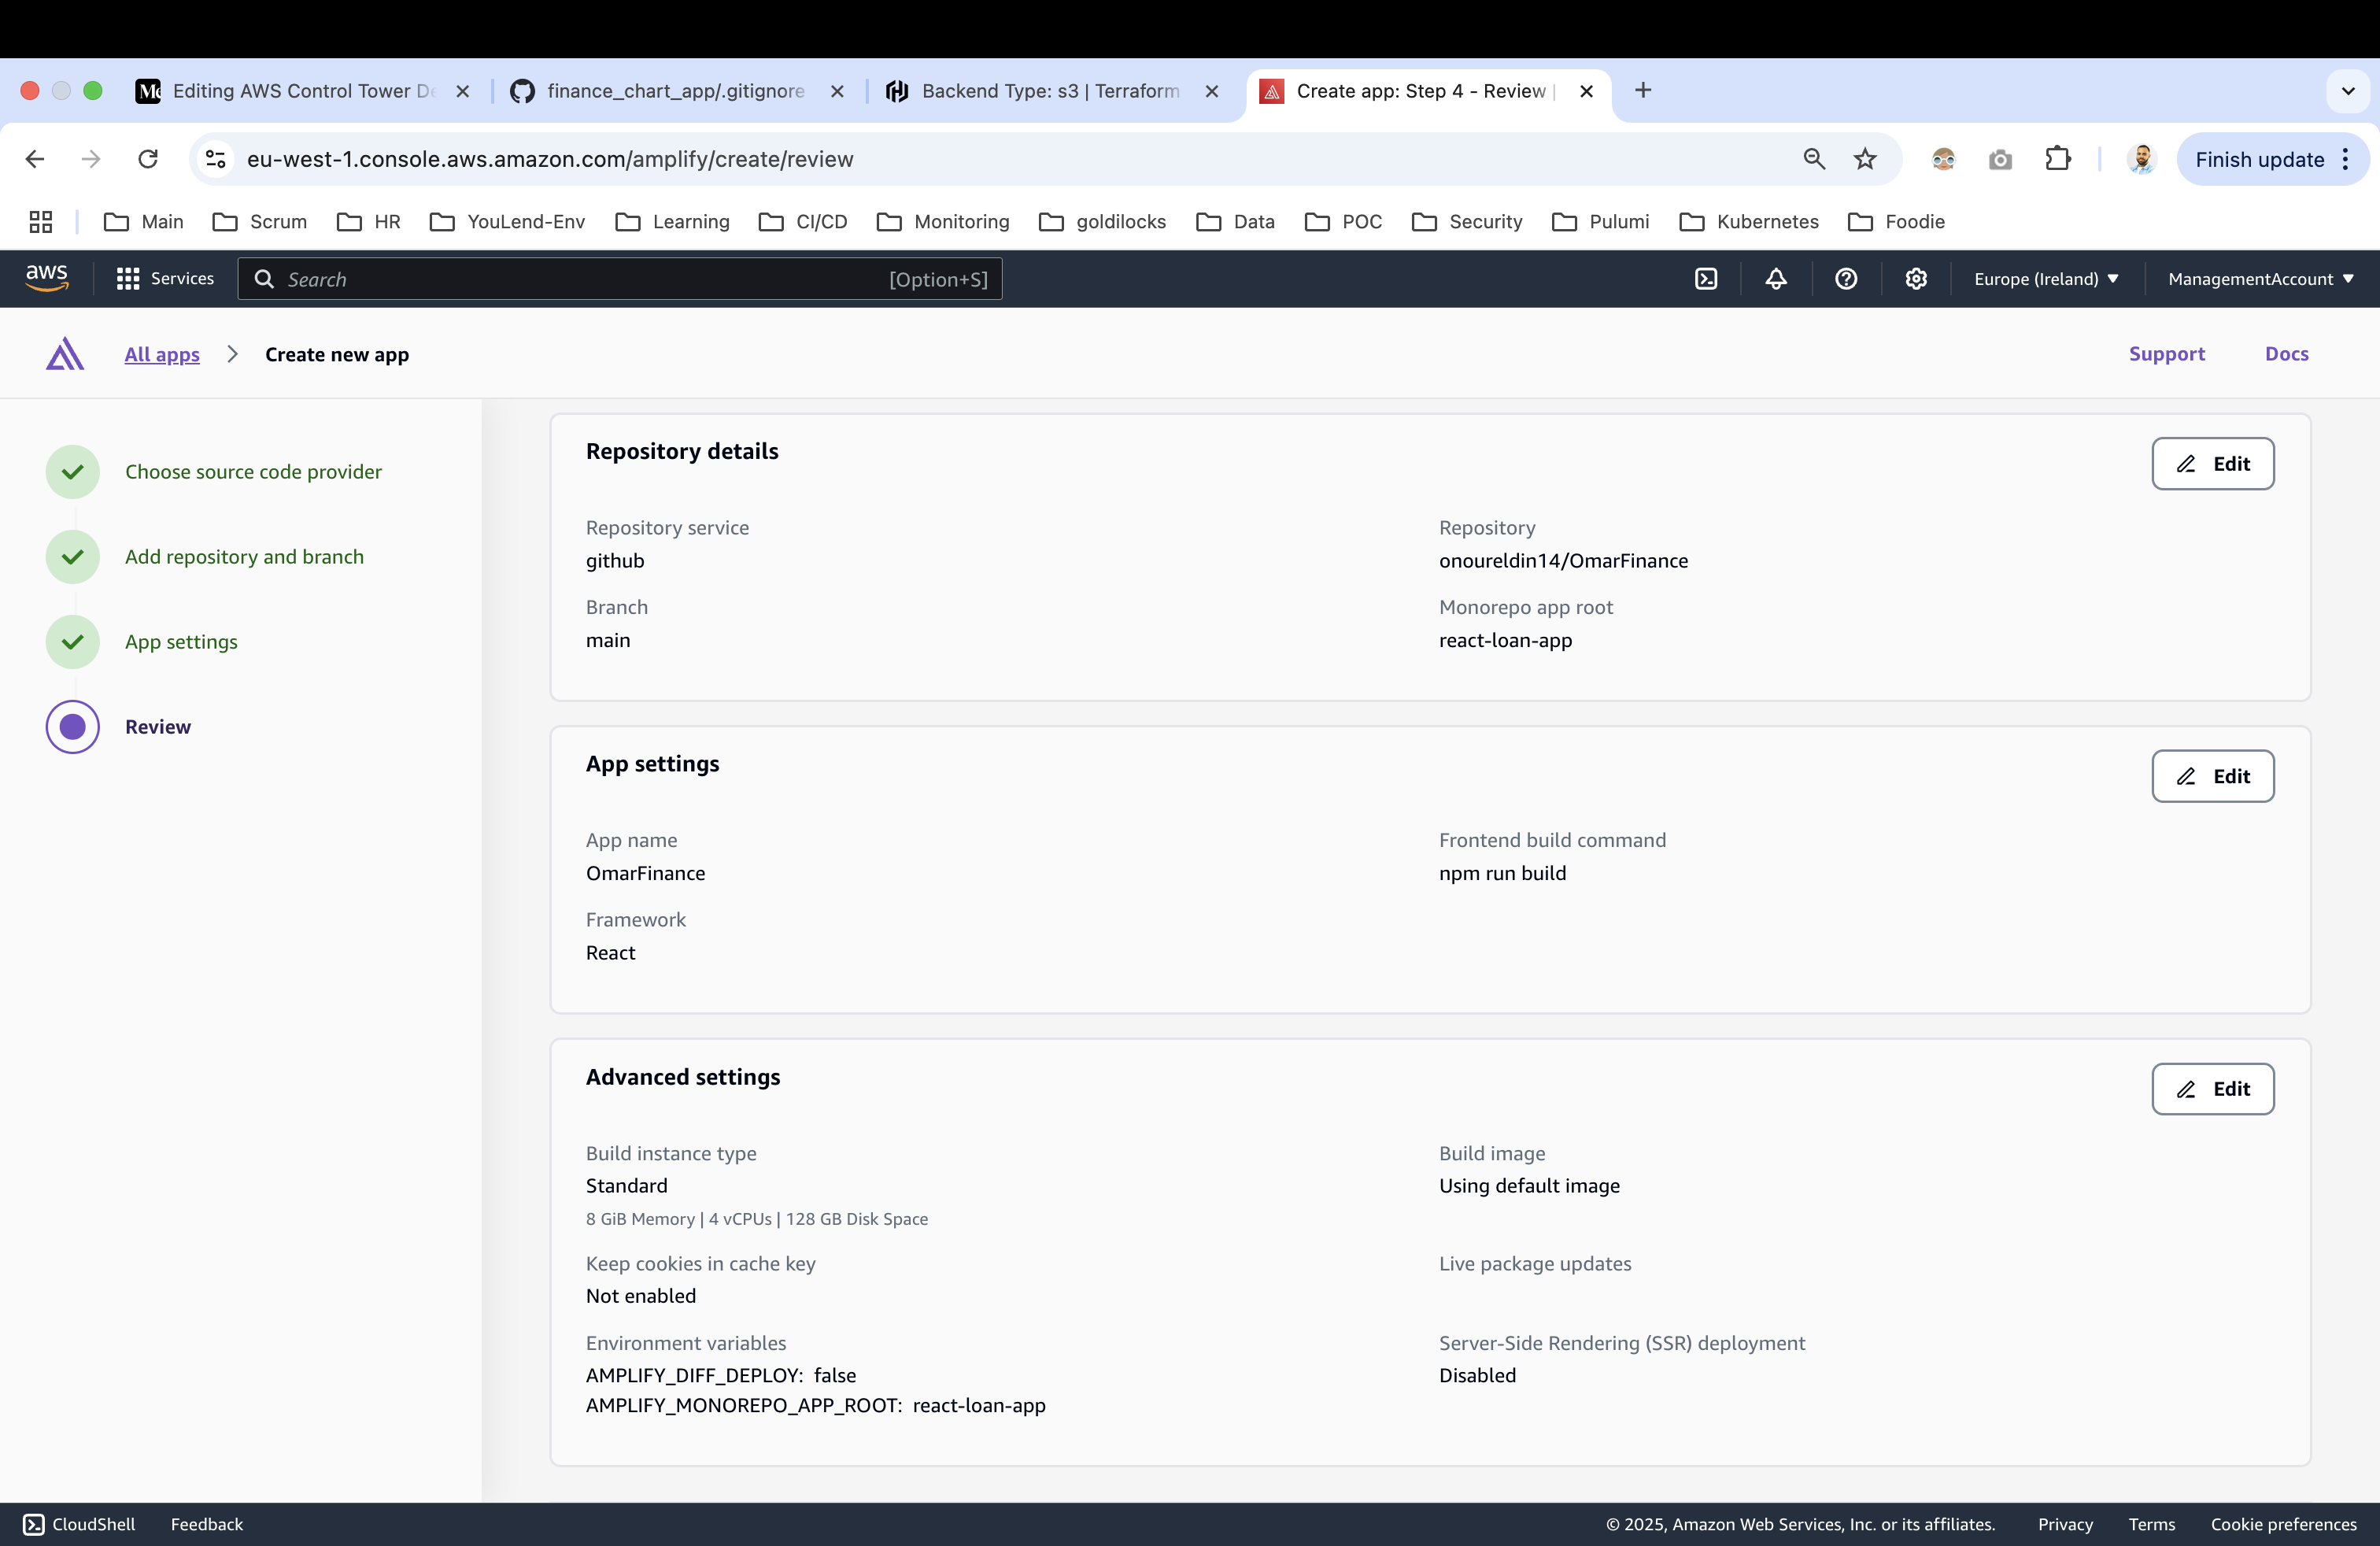 Editing AWS Control Tower De
finance_chart_app/.gitignore
Backend Type: s3 | Terraform
Create app: Step 4 - Review |
eu-west-1.console.aws.amazon.com/amplify/create/review
Finish update
Main
Scrum
HR
YouLend-Env
Learning
CI/CD
Monitoring
goldilocks
Data
POC
Security
Pulumi
Kubernetes
Foodie
aws
Services
Search
[Option+S]
Europe (Ireland)
ManagementAccount
All apps
Create new app
Support
Docs
Choose source code provider
Add repository and branch
App settings
Review
Repository details
Edit
Repository service
github
Repository
onoureldin14/OmarFinance
Branch
main
Monorepo app root
react-loan-app
App settings
Edit
App name
OmarFinance
Frontend build command
npm run build
Framework
React
Advanced settings
Edit
Build instance type
Standard
8 GiB Memory | 4 vCPUs | 128 GB Disk Space
Build image
Using default image
Keep cookies in cache key
Not enabled
Live package updates
Environment variables
AMPLIFY_DIFF_DEPLOY: false
AMPLIFY_MONOREPO_APP_ROOT: react-loan-app
Server-Side Rendering (SSR) deployment
Disabled
CloudShell
Feedback
© 2025, Amazon Web Services, Inc. or its affiliates.
Privacy
Terms
Cookie preferences